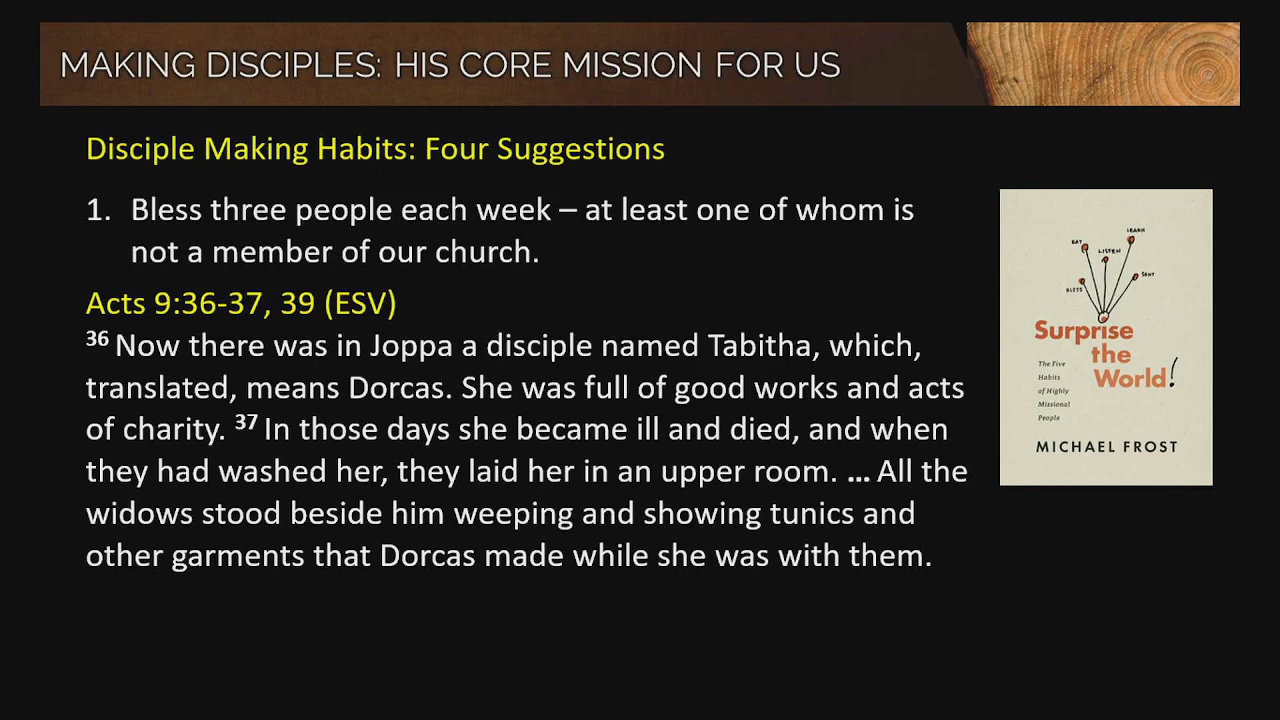 MAKING DISCIPLES: HIS CORE MISSION FOR US
Disciple Making Habits: Four Suggestions
1. Bless three people each week – at least one of whom is
not a member of our church.
Acts 9:36-37, 39 (ESV)
36 Now there was in Joppa a disciple named Tabitha, which,
translated, means Dorcas. She was full of good works and acts
of charity. 37 In those days she became ill and died, and when
they had washed her, they laid her in an upper room. ... All the
widows stood beside him weeping and showing tunics and
other garments that Dorcas made while she was with them.
LEARN
EAT
LISTEN
SENT
BLESS
Surprise
the
World!
The Five
Habits
of Highly
Missional
People
MICHAEL FROST